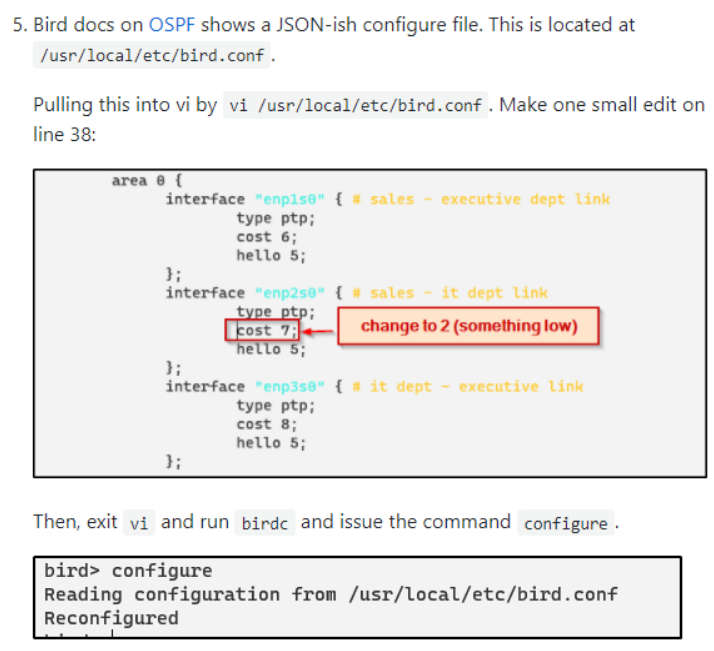 5. Bird docs on OSPF shows a JSON-ish configure file. This is located at
/usr/local/etc/bird.conf .
Pulling this into vi by vi /usr/local/etc/bird.conf . Make one small edit on
line 38:
area 0 {
interface "enp1s0" { # sales - executive dept link
type ptp;
cost 6;
hello 5;
};
interface "enp2s0" { # sales - it dept link
type ptp;
cost 7; change to 2 (something low)
hello 5;
};
interface "enp3s0" { # it dept - executive link
type ptp;
cost 8;
hello 5;
};
Then, exit vi and run birdc and issue the command configure .
bird> configure
Reading configuration from /usr/local/etc/bird.conf
Reconfigured